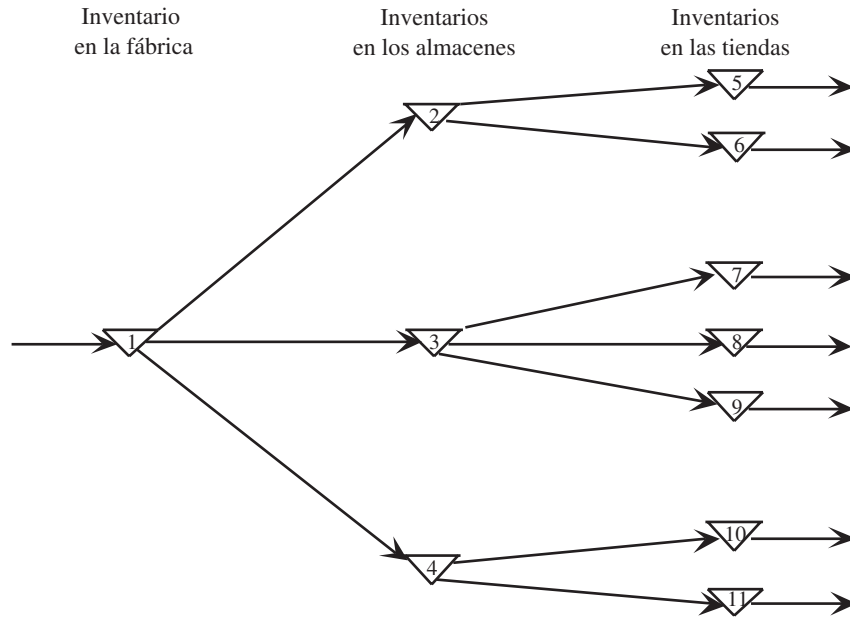 Inventario
en la fábrica
Inventarios
en los almacenes
Inventarios
en las tiendas
5
2
6
7
1
3
8
9
10
4
11